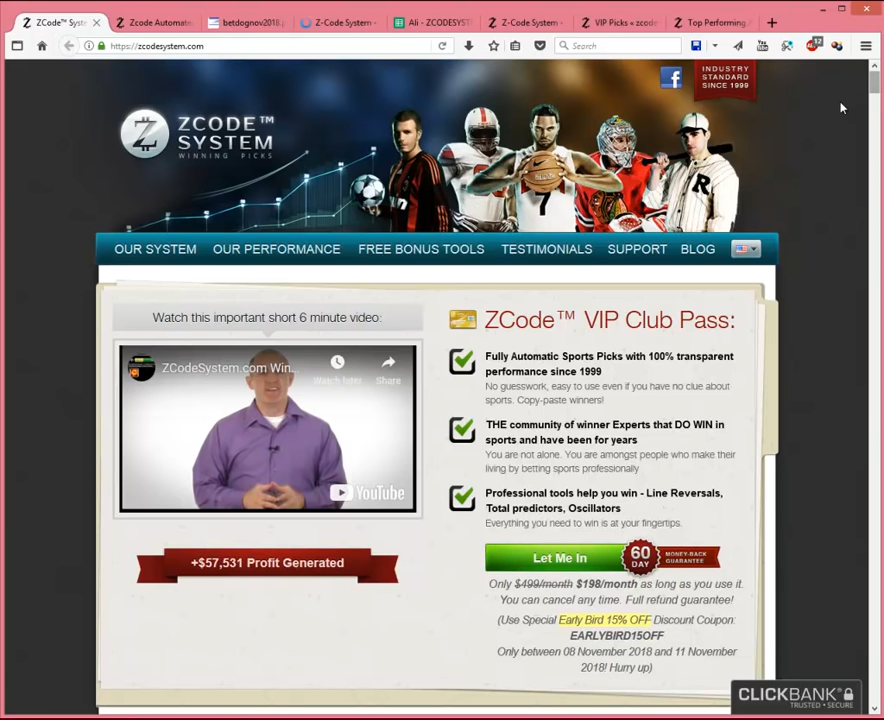 ZCode™ Syst
Zcode Automate
betdognov2018.p
Z-Code System -
Ali - ZCODESYST
Z-Code System -
VIP Picks « zcode
Top Performing
https://zcodesystem.com
Search
You
12
INDUSTRY
STANDARD
SINCE 1999
ZCODE™
SYSTEM
WINNING PICKS
7
R
OUR SYSTEM
OUR PERFORMANCE
FREE BONUS TOOLS
TESTIMONIALS
SUPPORT
BLOG
Watch this important short 6 minute video:
ZCodeSystem.com Win...
Watch later
Share
YouTube
+$57,531 Profit Generated
ZCode™ VIP Club Pass:
Fully Automatic Sports Picks with 100% transparent
performance since 1999
No guesswork, easy to use even if you have no clue about
sports. Copy-paste winners!
THE community of winner Experts that DO WIN in
sports and have been for years
You are not alone. You are amongst people who make their
living by betting sports professionally
Professional tools help you win - Line Reversals,
Total predictors, Oscillators
Everything you need to win is at your fingertips.
Let Me In
60
DAY
MONEY-BACK
GUARANTEE
Only $499/month $198/month as long as you use it.
You can cancel any time. Full refund guarantee!
(Use Special Early Bird 15% OFF Discount Coupon:
EARLYBIRD15OFF
Only between 08 November 2018 and 11 November
2018! Hurry up)
CLICKBANK
TRUSTED • SECURE